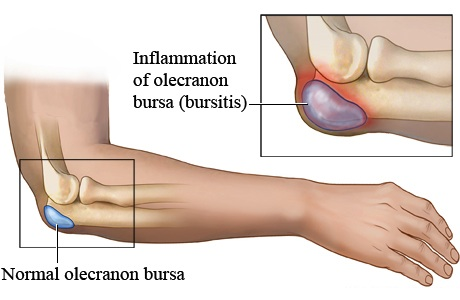 Inflammation
of olecranon
bursa (bursitis)
Normal olecranon bursa